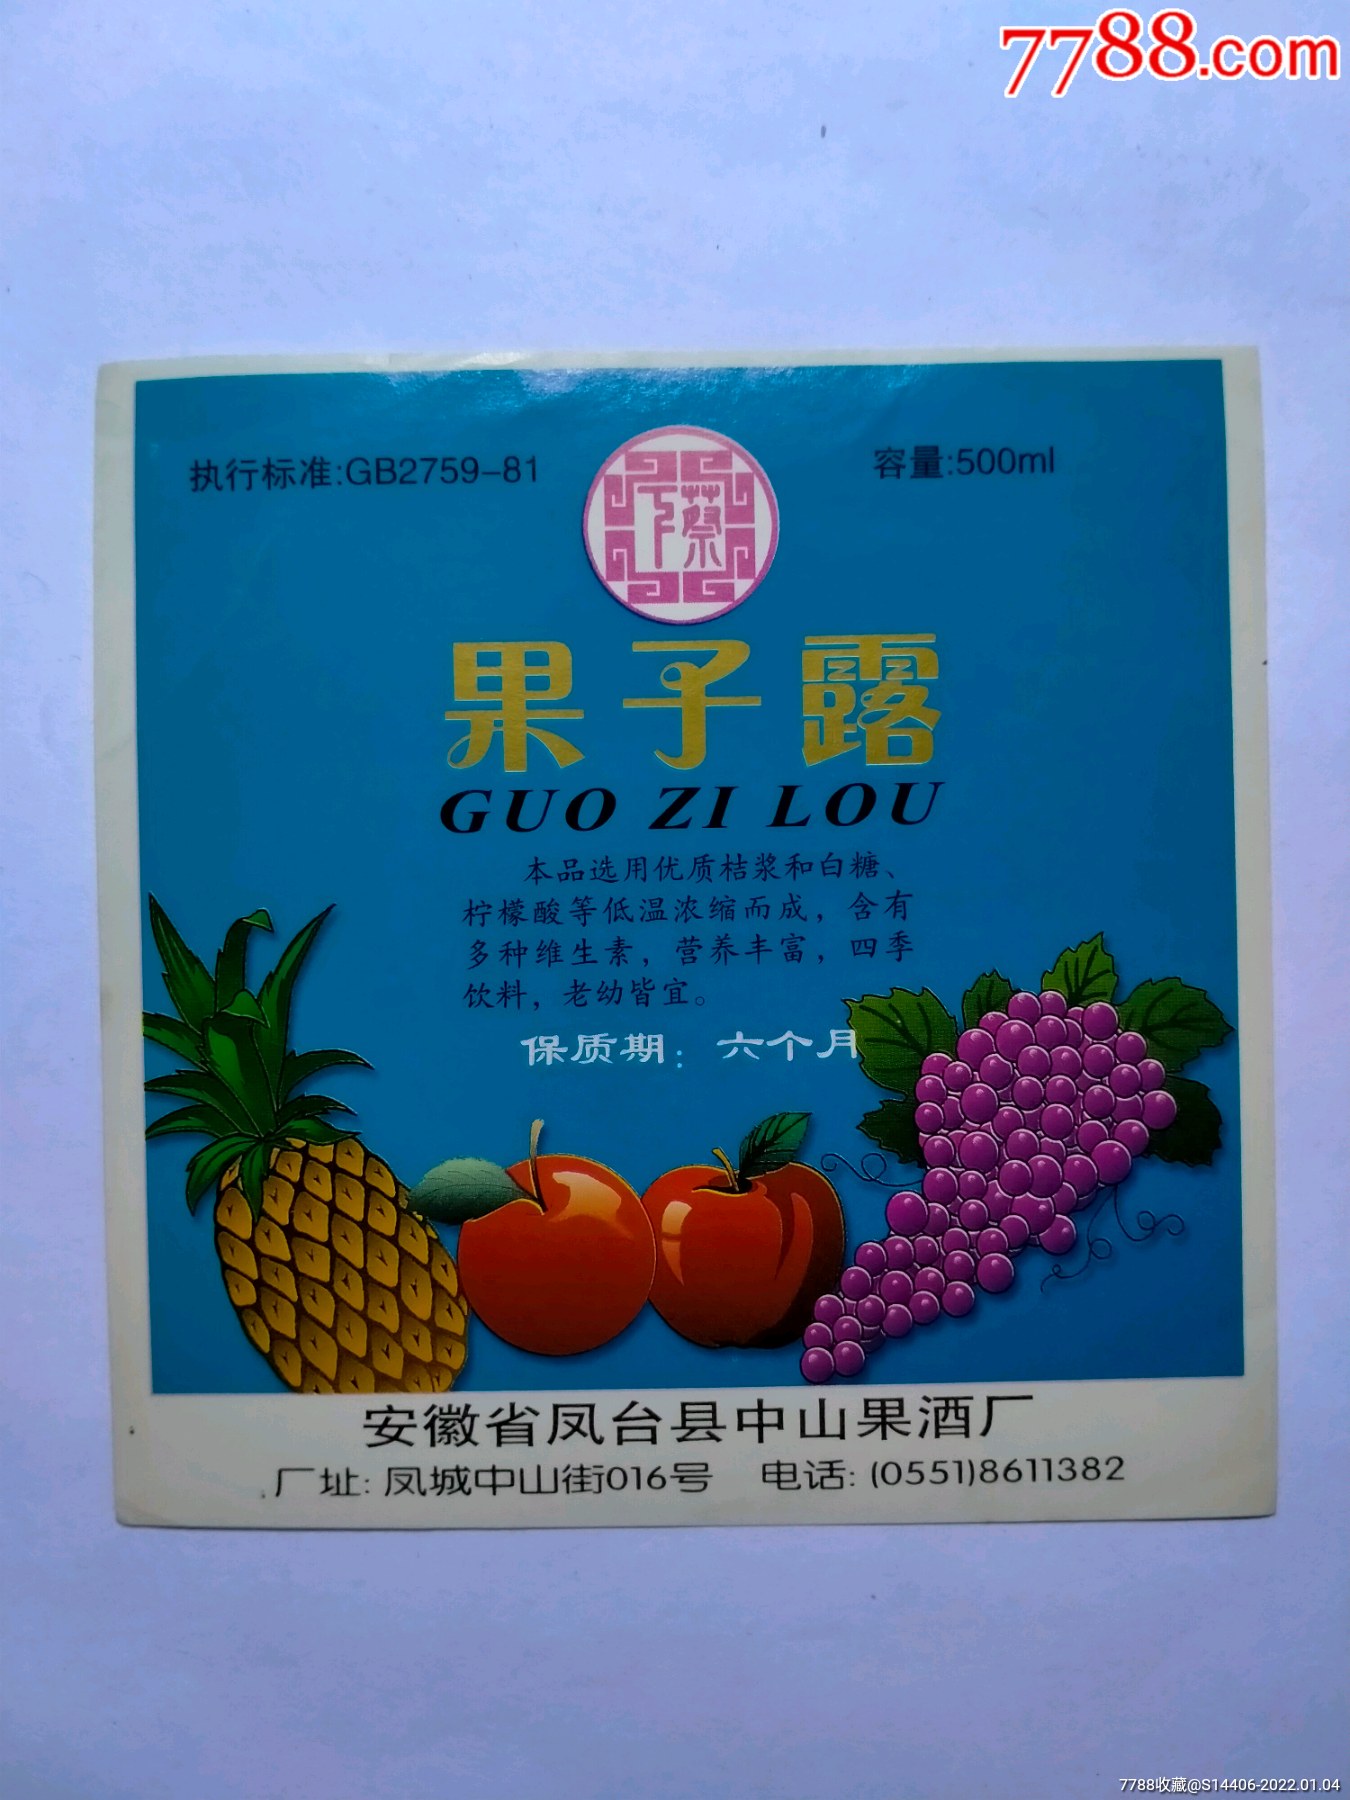 7788.com
执行标准:GB2759-81
容量:500ml
下蔡
果子露
GUO ZI LOU
本品选用优质桔浆和白糖、
柠檬酸等低温浓缩而成，含有
多种维生素，营养丰富，四季
饮料，老幼皆宜。
保质期：六个月
安徽省凤台县中山果酒厂
厂址: 凤城中山街016号 电话: (0551)8611382
7788收藏@S14406-2022.01.04